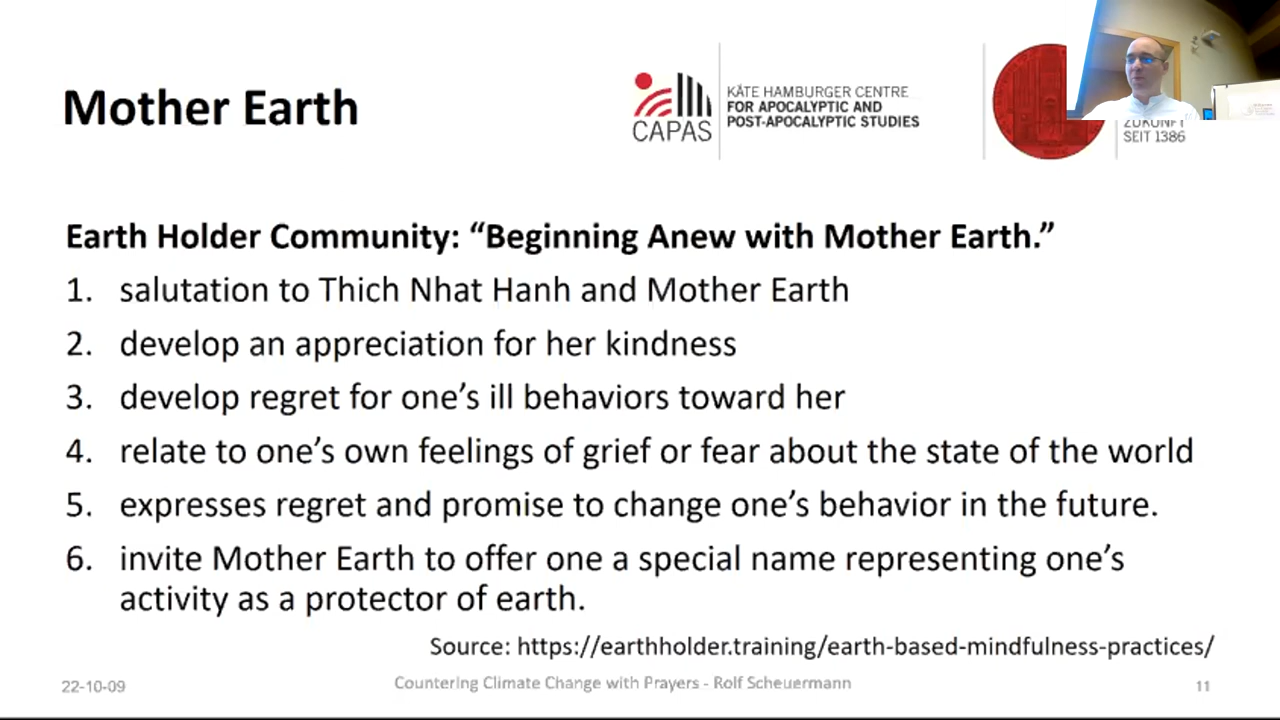 Mother Earth
CAPAS
KÄTE HAMBURGER CENTRE
FOR APOCALYPTIC AND
POST-APOCALYPTIC STUDIES
ZUKUNFT
SEIT 1386
Earth Holder Community: “Beginning Anew with Mother Earth.”
1. salutation to Thich Nhat Hanh and Mother Earth
2. develop an appreciation for her kindness
3. develop regret for one’s ill behaviors toward her
4. relate to one’s own feelings of grief or fear about the state of the world
5. expresses regret and promise to change one’s behavior in the future.
6. invite Mother Earth to offer one a special name representing one’s
activity as a protector of earth.
Source: https://earthholder.training/earth-based-mindfulness-practices/
22-10-09
Countering Climate Change with Prayers - Rolf Scheuermann
11